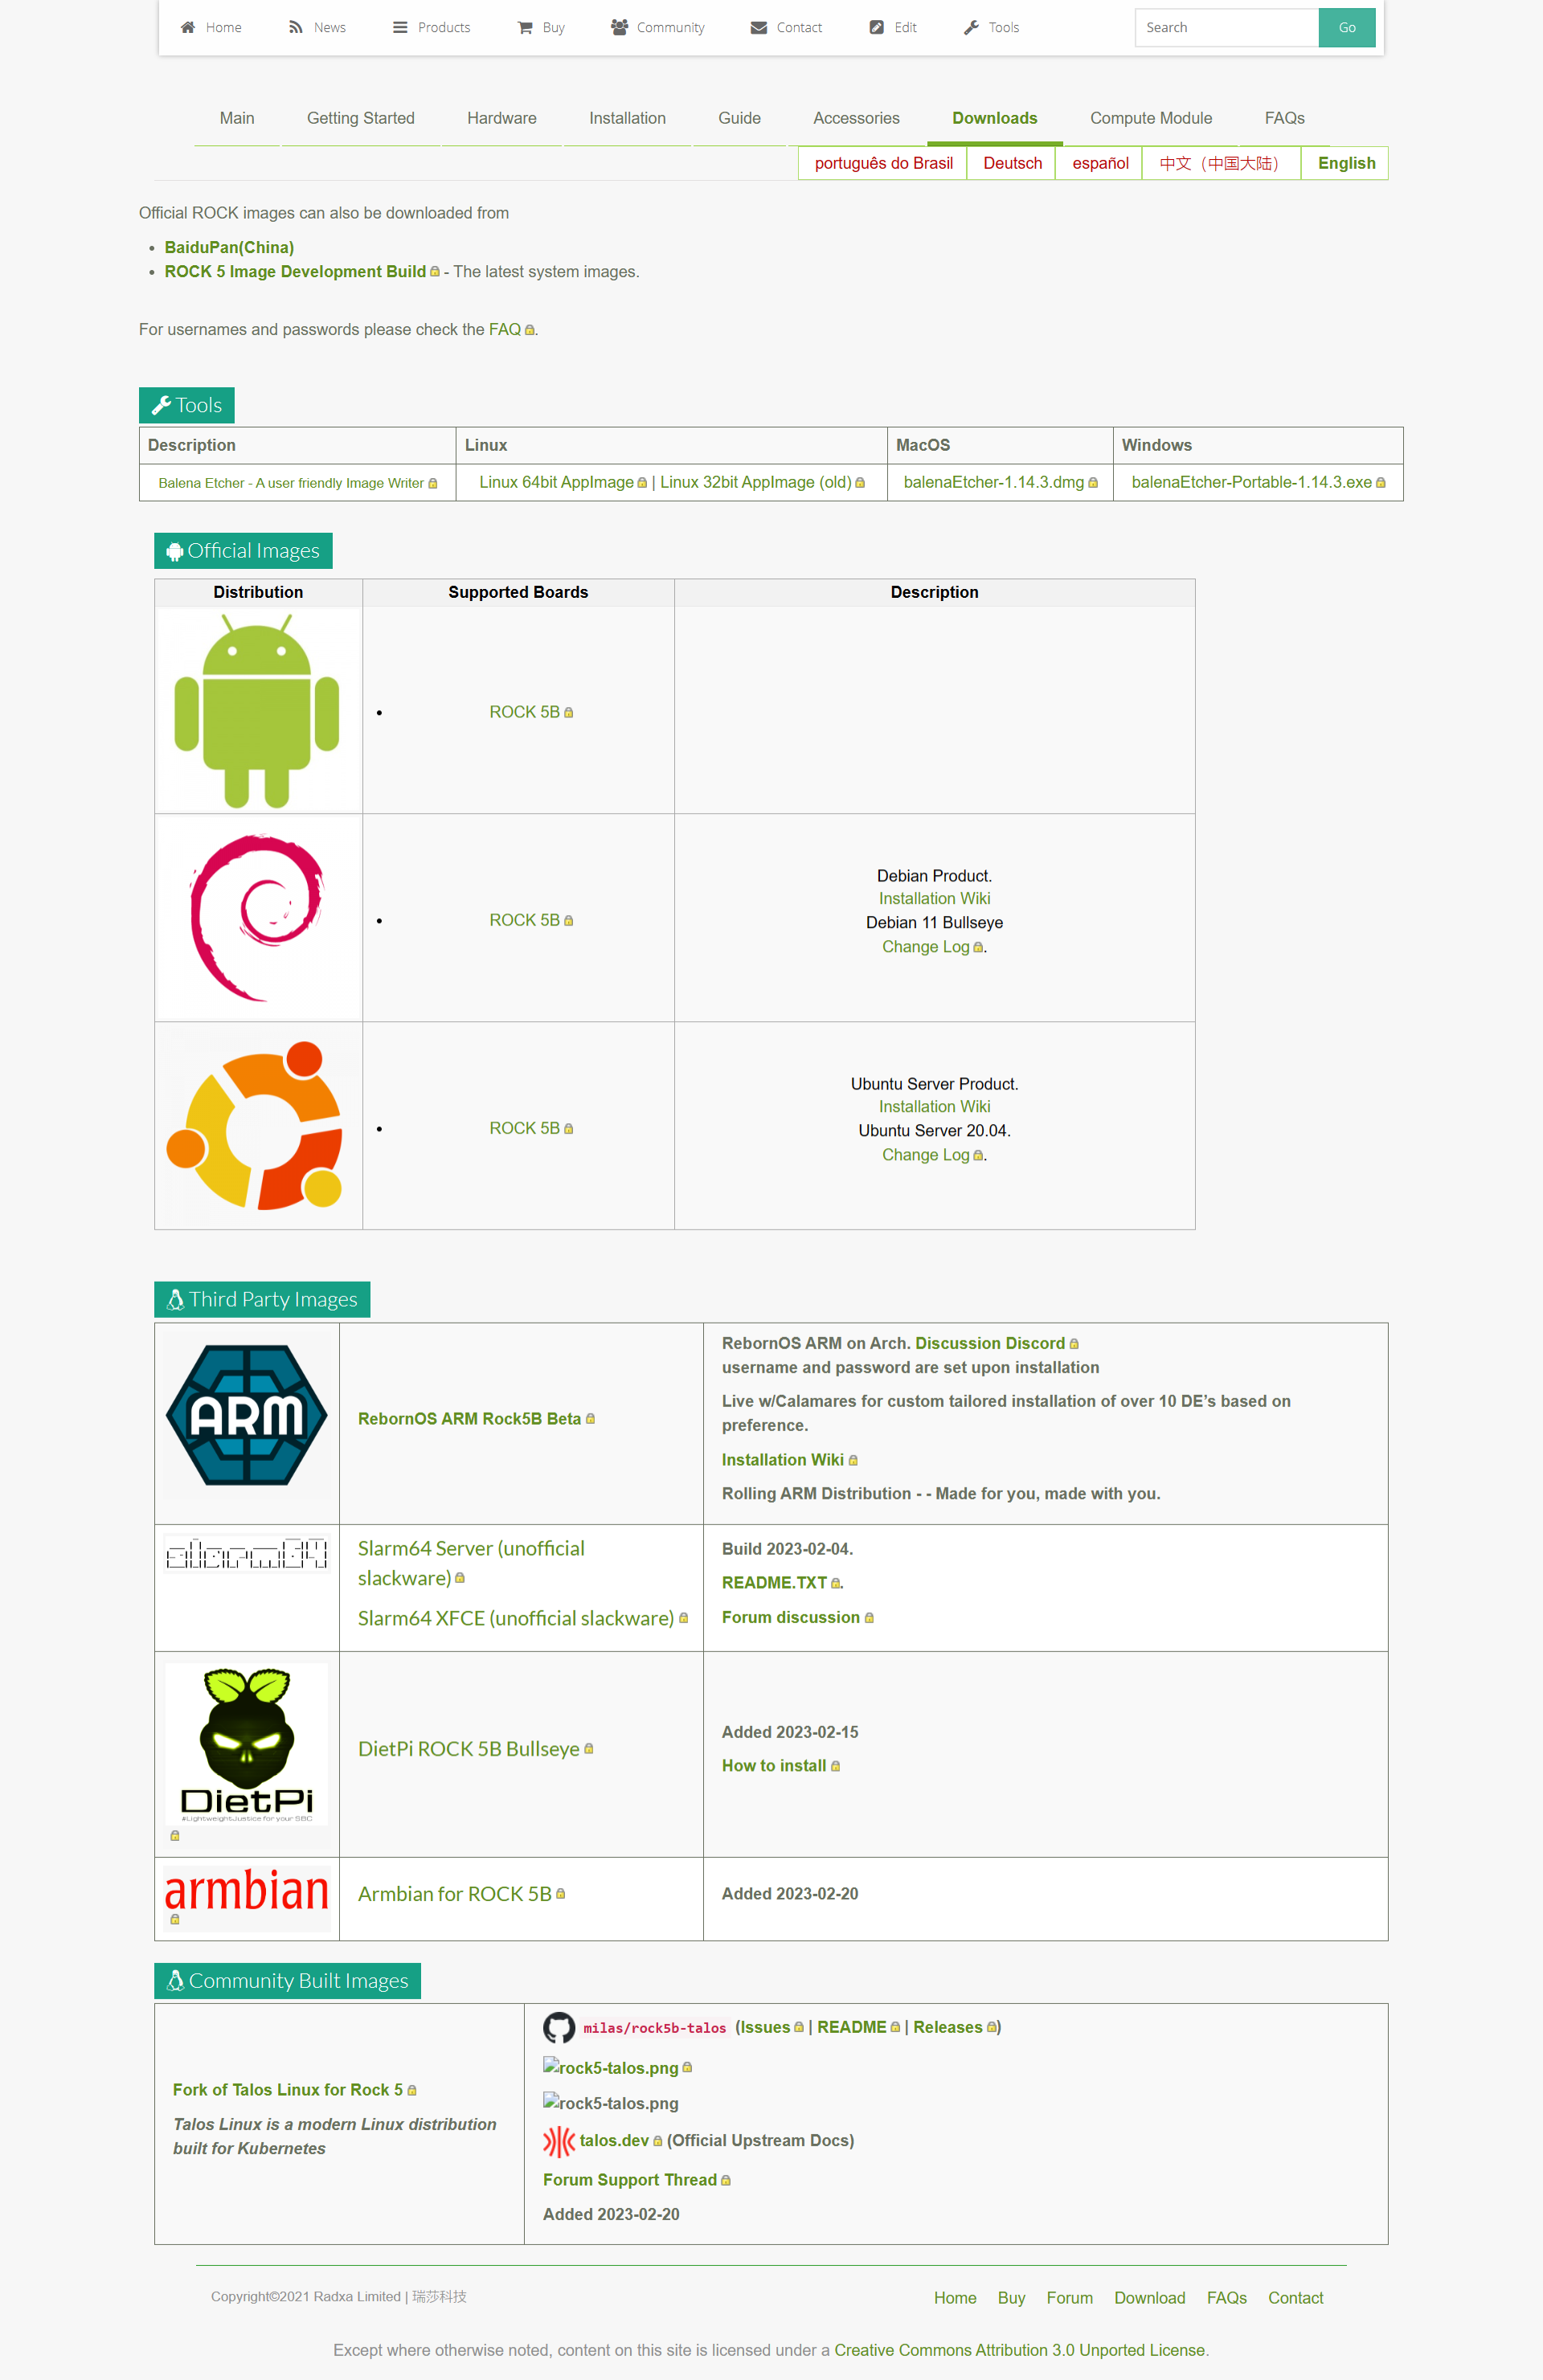 Home News Products Buy Community Contact Edit Tools Search Go
Main Getting Started Hardware Installation Guide Accessories Downloads Compute Module FAQs
português do Brasil Deutsch español 中文（中国大陆） English
Official ROCK images can also be downloaded from
• BaiduPan(China)
• ROCK 5 Image Development Build - The latest system images.
For usernames and passwords please check the FAQ.
Tools
Description Linux MacOS Windows
Balena Etcher - A user friendly Image Writer Linux 64bit AppImage | Linux 32bit AppImage (old) balenaEtcher-1.14.3.dmg balenaEtcher-Portable-1.14.3.exe
Official Images
Distribution Supported Boards Description
• ROCK 5B
• ROCK 5B
Debian Product.
Installation Wiki
Debian 11 Bullseye
Change Log.
• ROCK 5B
Ubuntu Server Product.
Installation Wiki
Ubuntu Server 20.04.
Change Log.
Third Party Images
ARM
RebornOS ARM Rock5B Beta
RebornOS ARM on Arch. Discussion Discord
username and password are set upon installation
Live w/Calamares for custom tailored installation of over 10 DE’s based on
preference.
Installation Wiki
Rolling ARM Distribution - - Made for you, made with you.
slarm64
Slarm64 Server (unofficial
slackware)
Slarm64 XFCE (unofficial slackware)
Build 2023-02-04.
README.TXT.
Forum discussion
DietPi
#LightweightJustice for your SBC
DietPi ROCK 5B Bullseye
Added 2023-02-15
How to install
armbian
Armbian for ROCK 5B
Added 2023-02-20
Community Built Images
Fork of Talos Linux for Rock 5
Talos Linux is a modern Linux distribution
built for Kubernetes
milas/rock5b-talos (Issues | README | Releases)
rock5-talos.png
rock5-talos.png
talos.dev (Official Upstream Docs)
Forum Support Thread
Added 2023-02-20
Copyright©2021 Radxa Limited | 瑞莎科技
Home Buy Forum Download FAQs Contact
Except where otherwise noted, content on this site is licensed under a Creative Commons Attribution 3.0 Unported License.